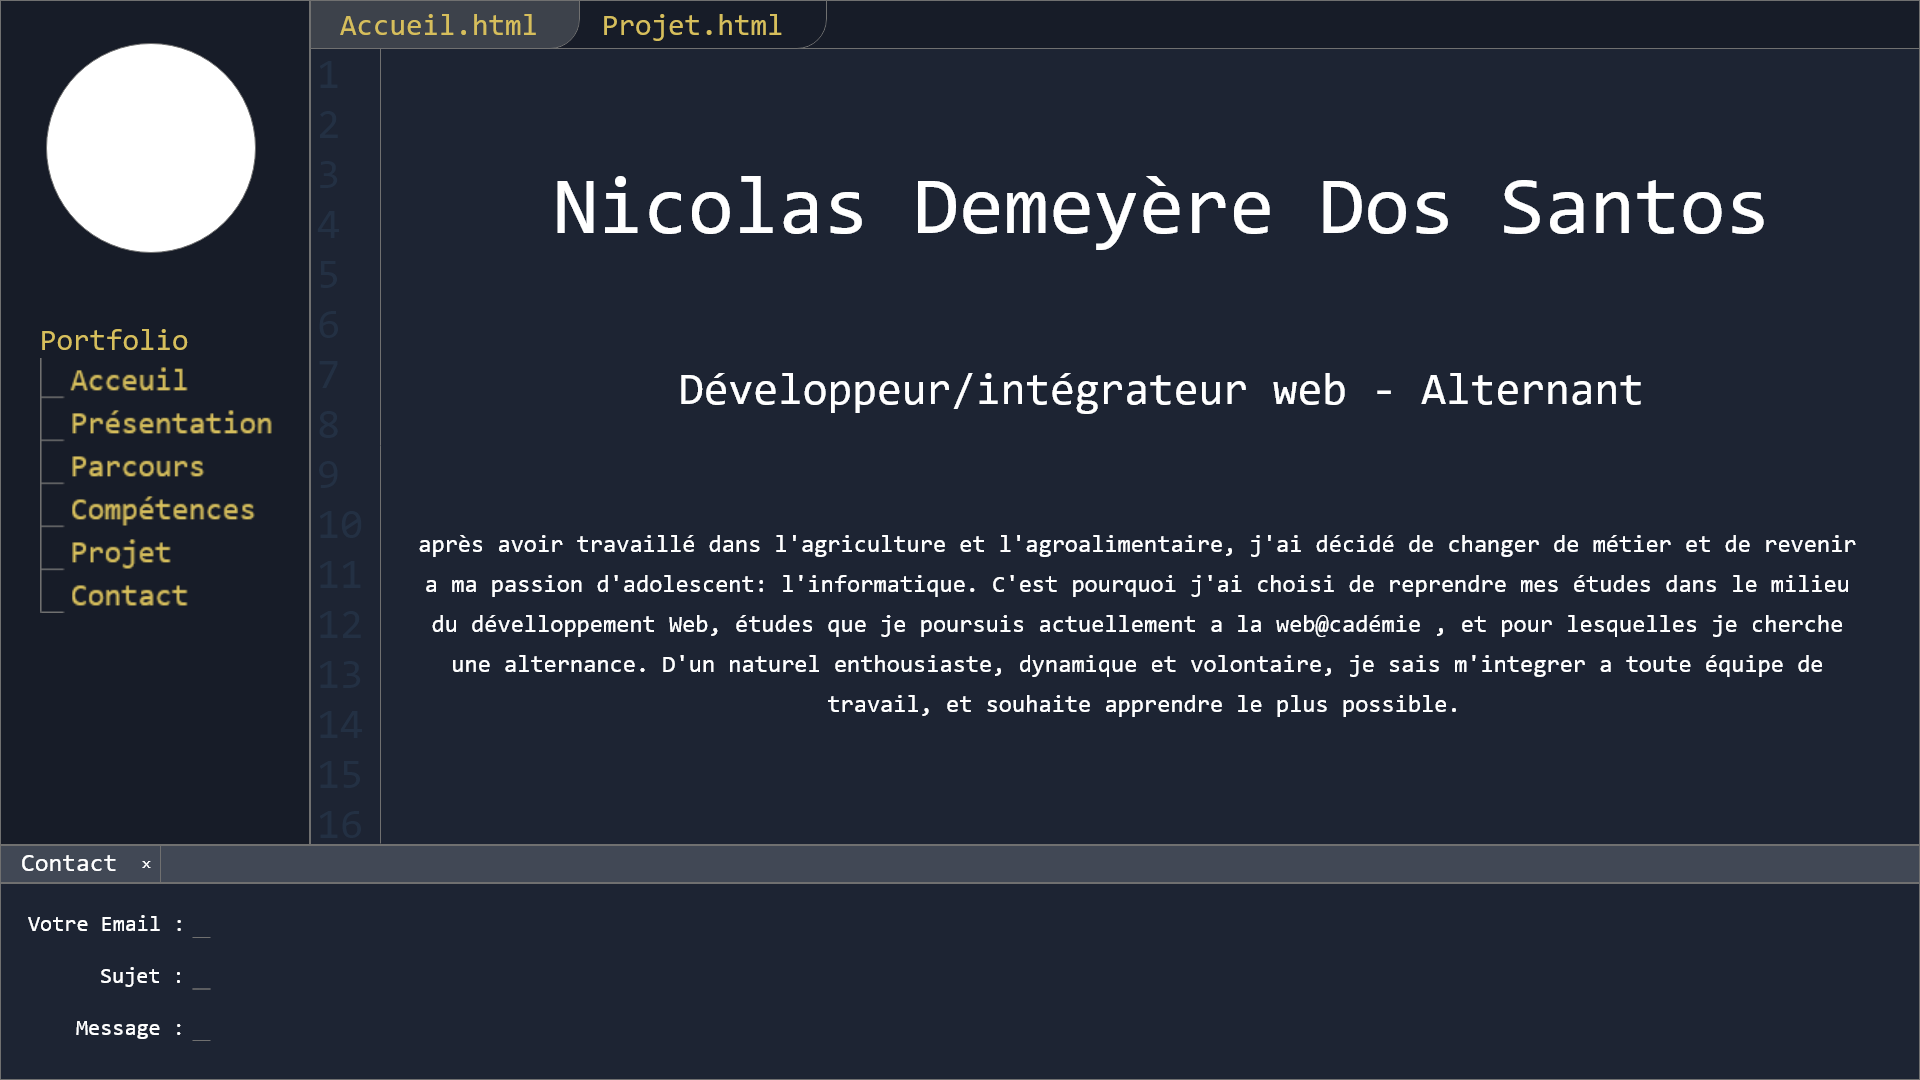 Accueil.html
Projet.html
Portfolio
Acceuil
Présentation
Parcours
Compétences
Projet
Contact
1
2
3
4
5
6
7
8
9
10
11
12
13
14
15
16
Nicolas Demeyère Dos Santos
Développeur/intégrateur web - Alternant
après avoir travaillé dans l'agriculture et l'agroalimentaire, j'ai décidé de changer de métier et de revenir
a ma passion d'adolescent: l'informatique. C'est pourquoi j'ai choisi de reprendre mes études dans le milieu
du dévelloppement Web, études que je poursuis actuellement a la web@cadémie , et pour lesquelles je cherche
une alternance. D'un naturel enthousiaste, dynamique et volontaire, je sais m'integrer a toute équipe de
travail, et souhaite apprendre le plus possible.
Contact ×
Votre Email : __
Sujet : __
Message : __